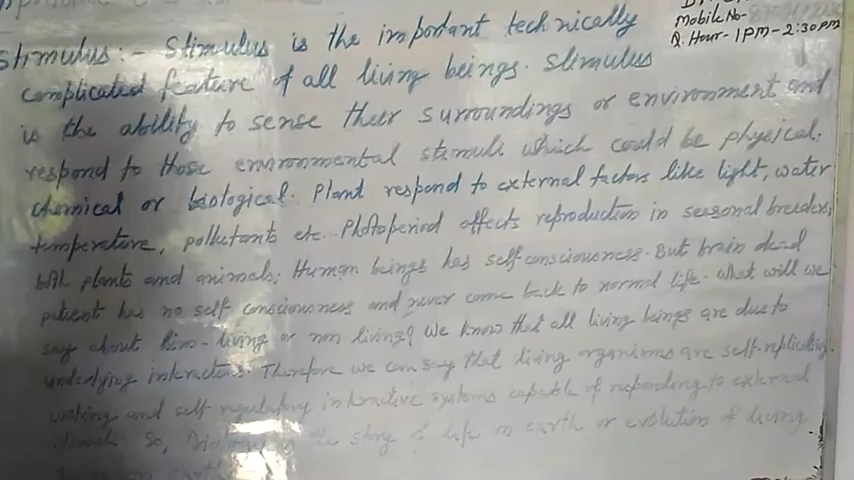 Mobile No-
Q. Hour - 1PM - 2:30PM
Stimulus :- Stimulus is the important technically
complicated feature of all living beings. Stimulus
is the ability to sense their surroundings or environment and
respond to those environmental stimuli which could be physical,
chemical or biological. Plant respond to external factors like light, water
temperature, pollutants etc. Photoperiod affects reproduction in seasonal breeders,
both plants and animals; Human beings has self consciousness. But brain dead
patient has no self consciousness and never come back to normal life. What will we
say about him - living or non living? We know that all living beings are due to
underlying interactions. Therefore we can say that living organisms are self-replicating,
evolving and self regulatory interactive systems capable of responding to external
stimuli. So, Biology is the story of life on earth or evolution of living
on earth